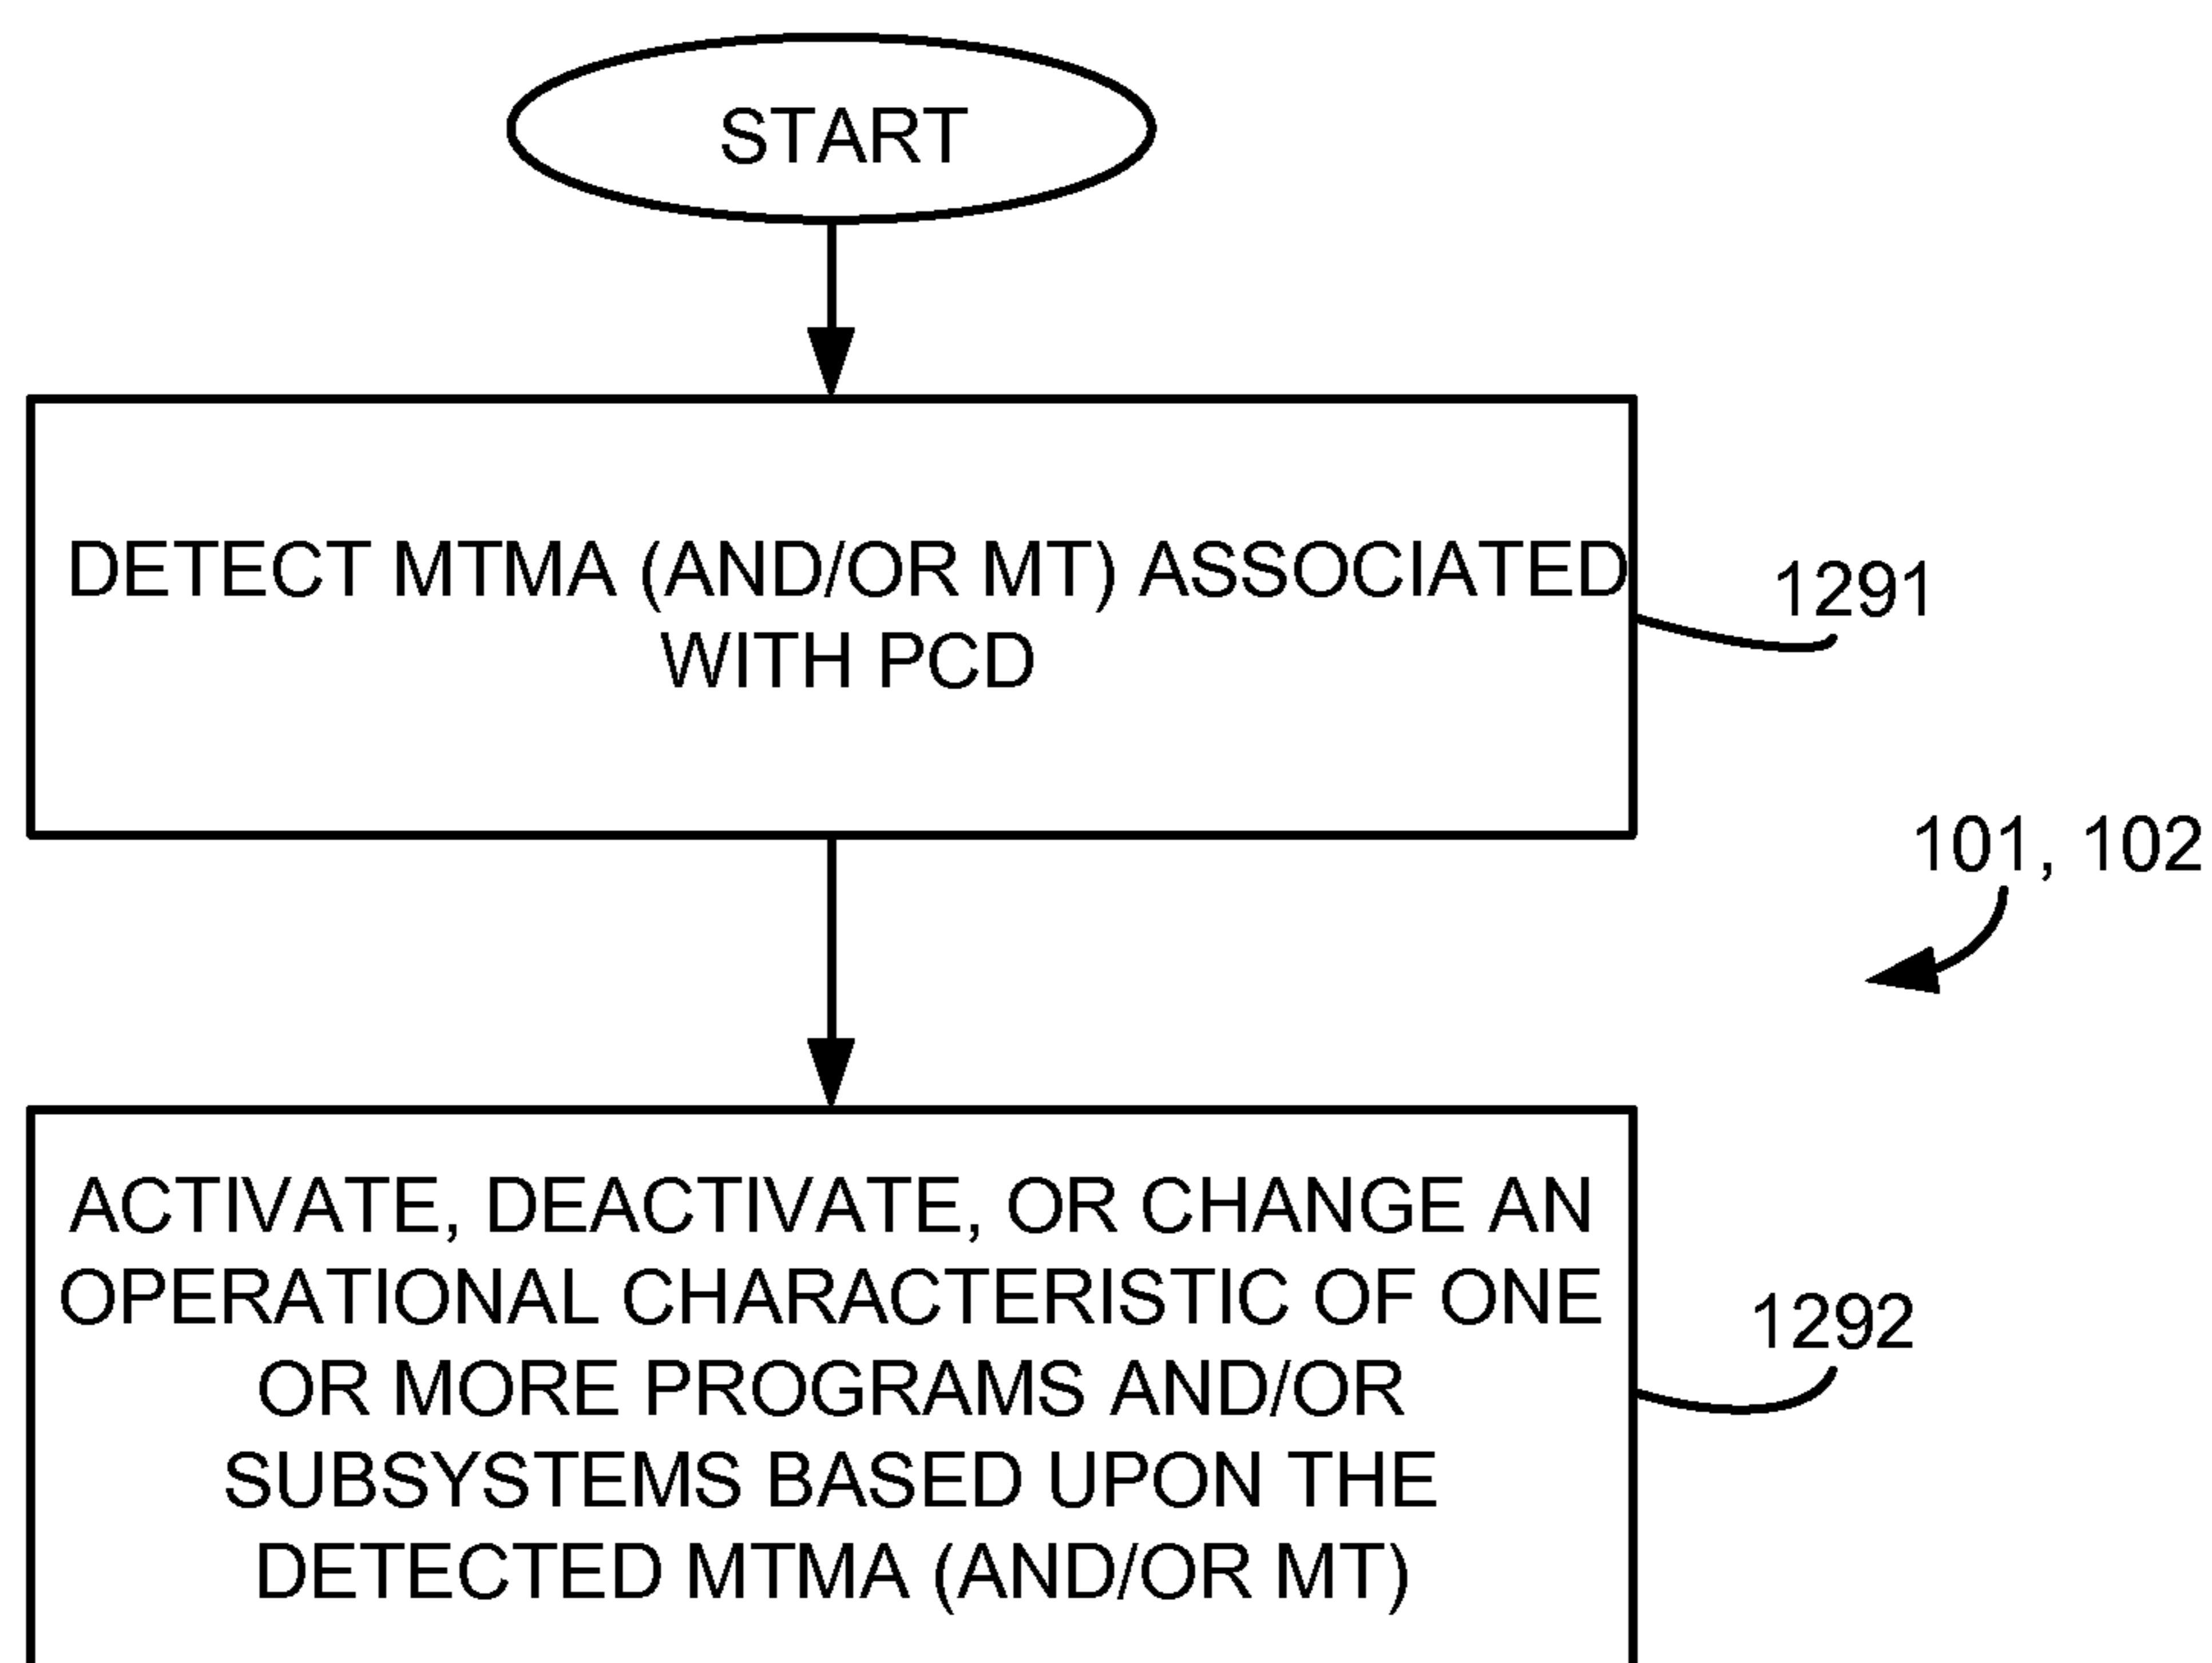 START
DETECT MTMA (AND/OR MT) ASSOCIATED
WITH PCD
1291
101, 102
ACTIVATE, DEACTIVATE, OR CHANGE AN
OPERATIONAL CHARACTERISTIC OF ONE
OR MORE PROGRAMS AND/OR
SUBSYSTEMS BASED UPON THE
DETECTED MTMA (AND/OR MT)
1292